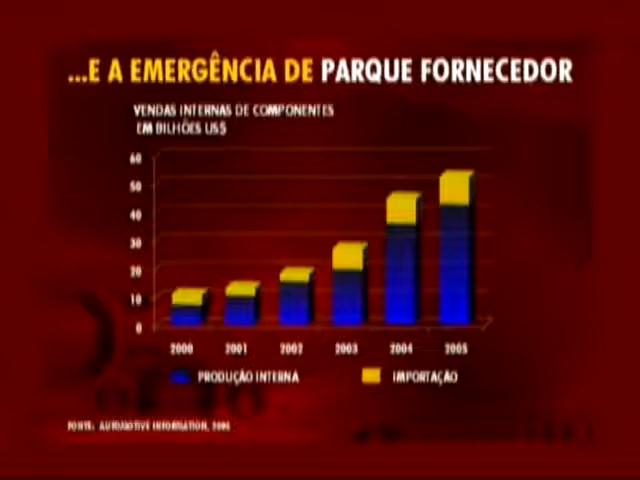 ...E A EMERGÊNCIA DE PARQUE FORNECEDOR
VENDAS INTERNAS DE COMPONENTES
EM BILHÕES US$
60
50
40
30
20
10
0
2000 2001 2002 2003 2004 2005
PRODUÇÃO INTERNA IMPORTAÇÃO
FONTE: AUTOMOTIVE INFORMATION,